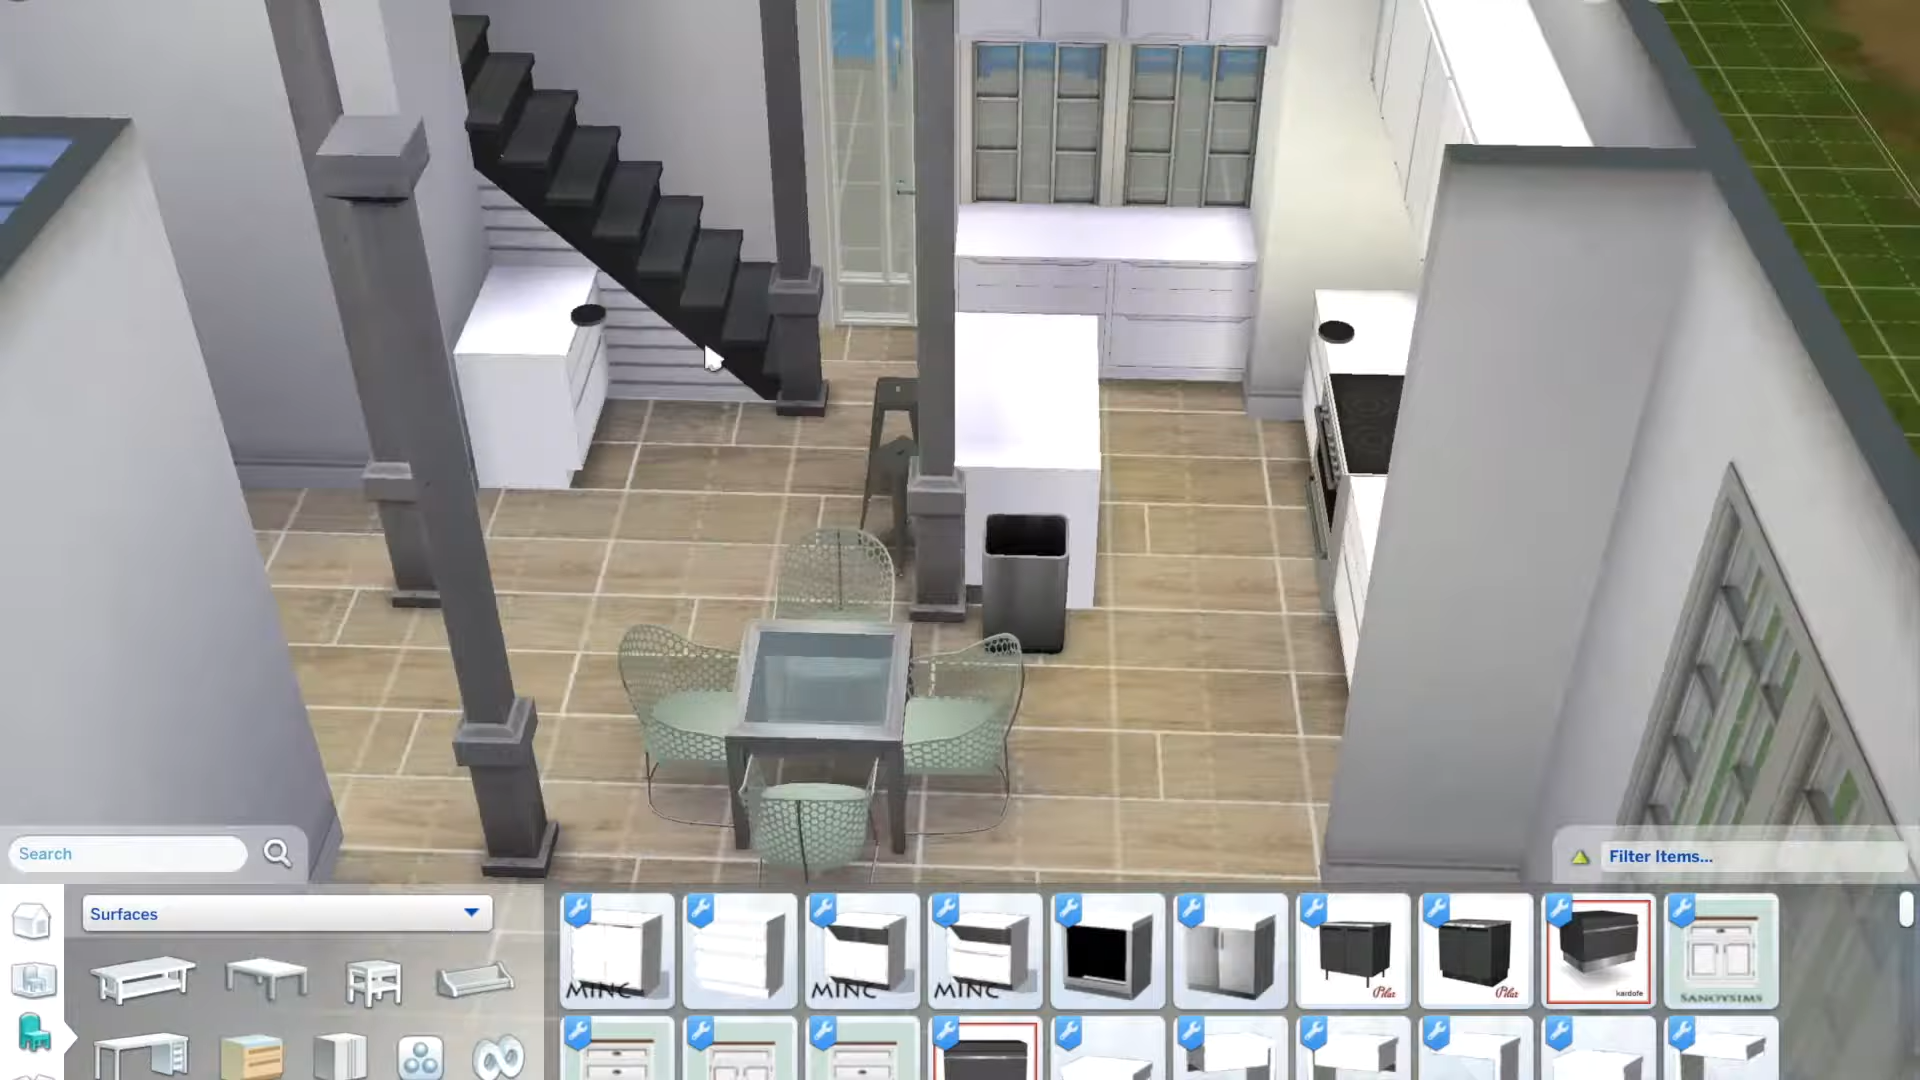 Search
Filter Items...
Surfaces
MINC
MINC
MINC
Pilar
Pilar
kardofe
SANOYSIMS